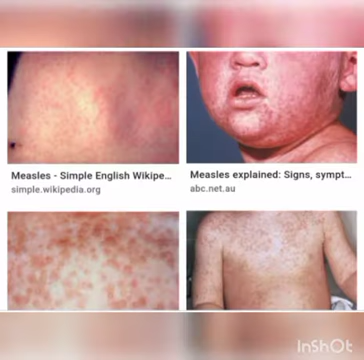 Measles - Simple English Wikipe...
simple.wikipedia.org
Measles explained: Signs, sympt...
abc.net.au
InShOt